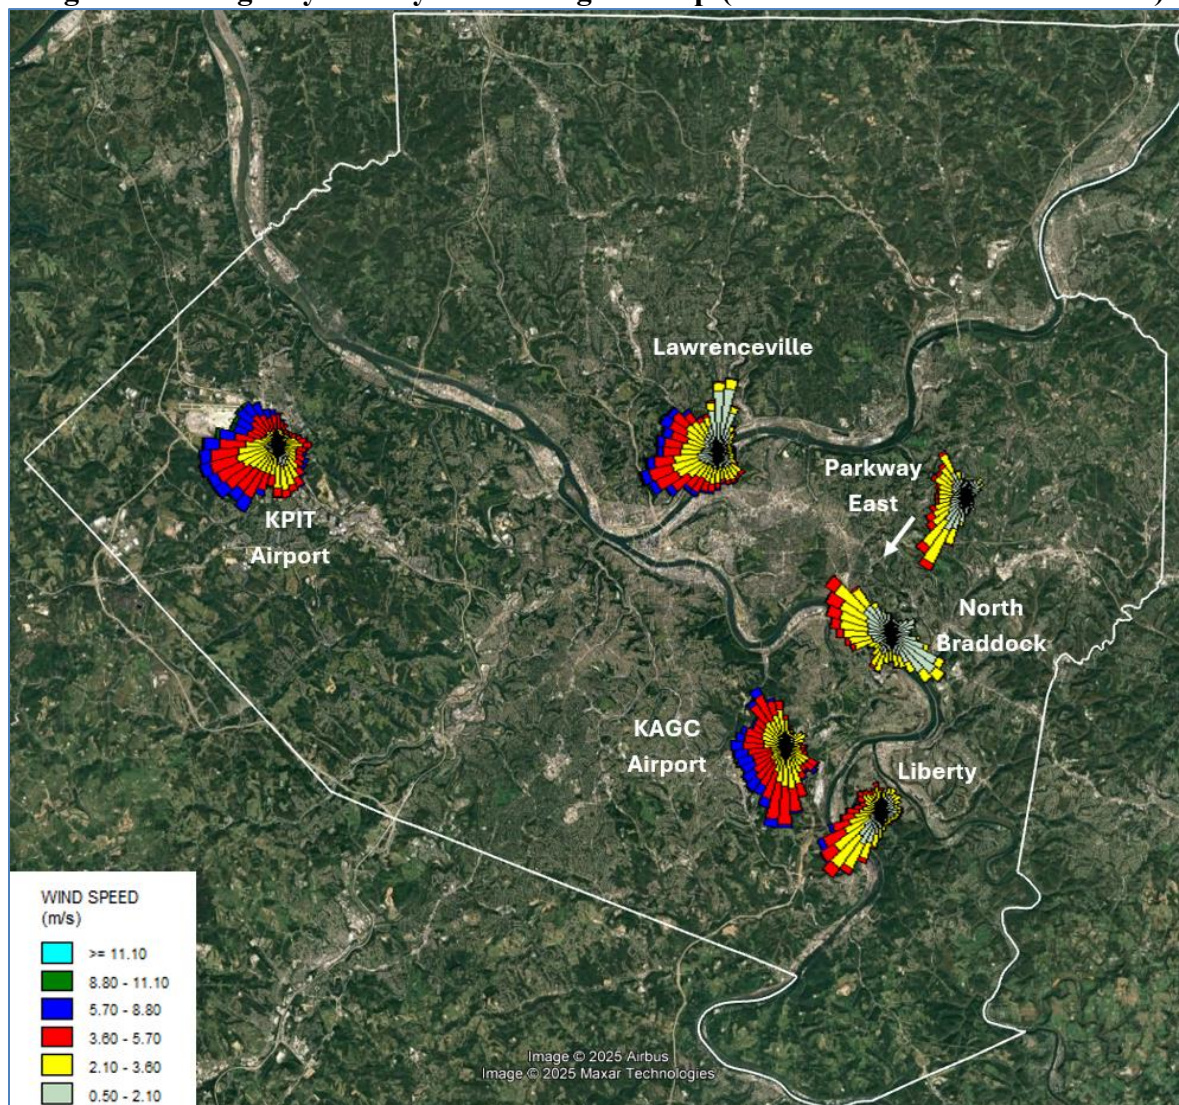 Lawrenceville
Parkway
East
KPIT
Airport
North
Braddock
KAGC
Airport
Liberty
WIND SPEED
(m/s)
>= 11.10
8.80 - 11.10
5.70 - 8.80
3.60 - 5.70
2.10 - 3.60
0.50 - 2.10
Image © 2025 Airbus
Image © 2025 Maxar Technologies